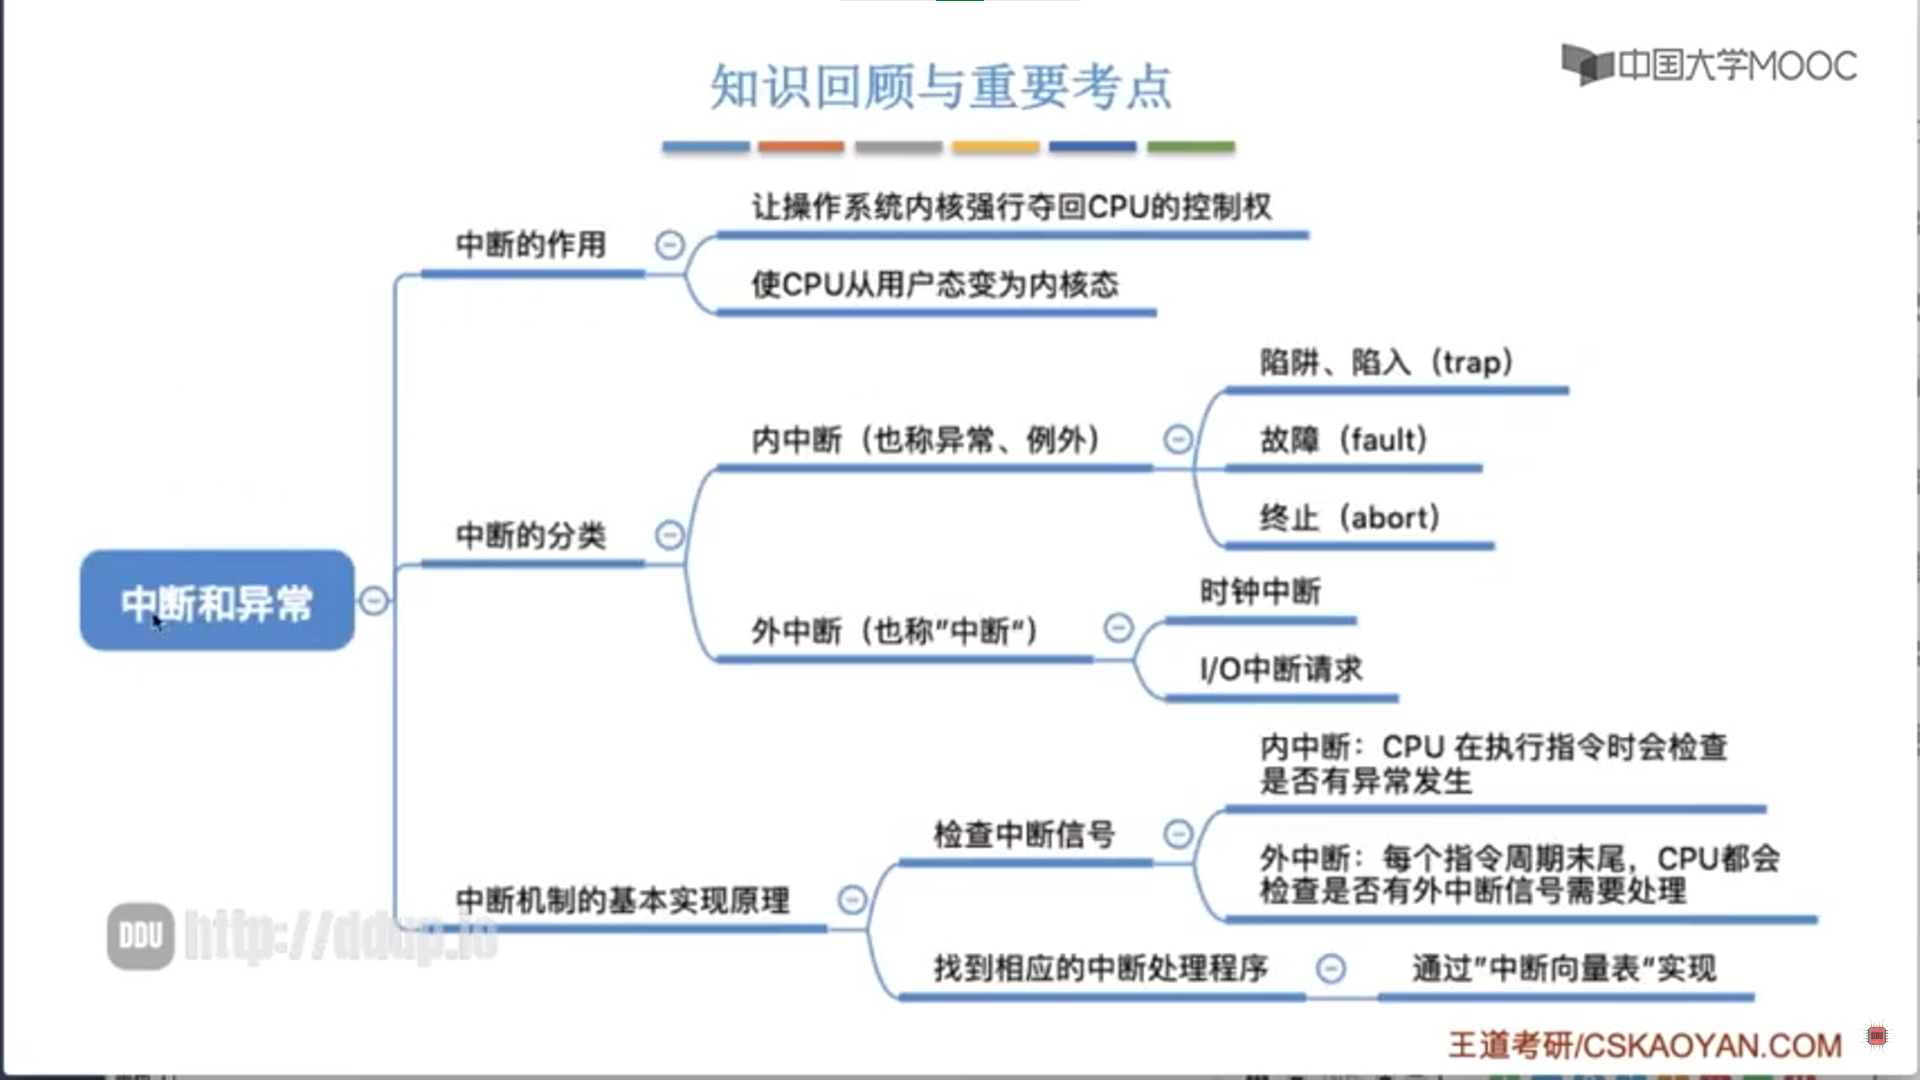 中国大学MOOC
知识回顾与重要考点
让操作系统内核强行夺回CPU的控制权
中断的作用
使CPU从用户态变为内核态
陷阱、陷入（trap）
内中断（也称异常、例外）
故障（fault）
终止（abort）
中断的分类
中断和异常
时钟中断
外中断（也称”中断“）
I/O中断请求
内中断：CPU 在执行指令时会检查
是否有异常发生
检查中断信号
外中断：每个指令周期末尾，CPU都会
检查是否有外中断信号需要处理
中断机制的基本实现原理
找到相应的中断处理程序
通过”中断向量表“实现
DDU http://ddup.io
王道考研/CSKAOYAN.COM